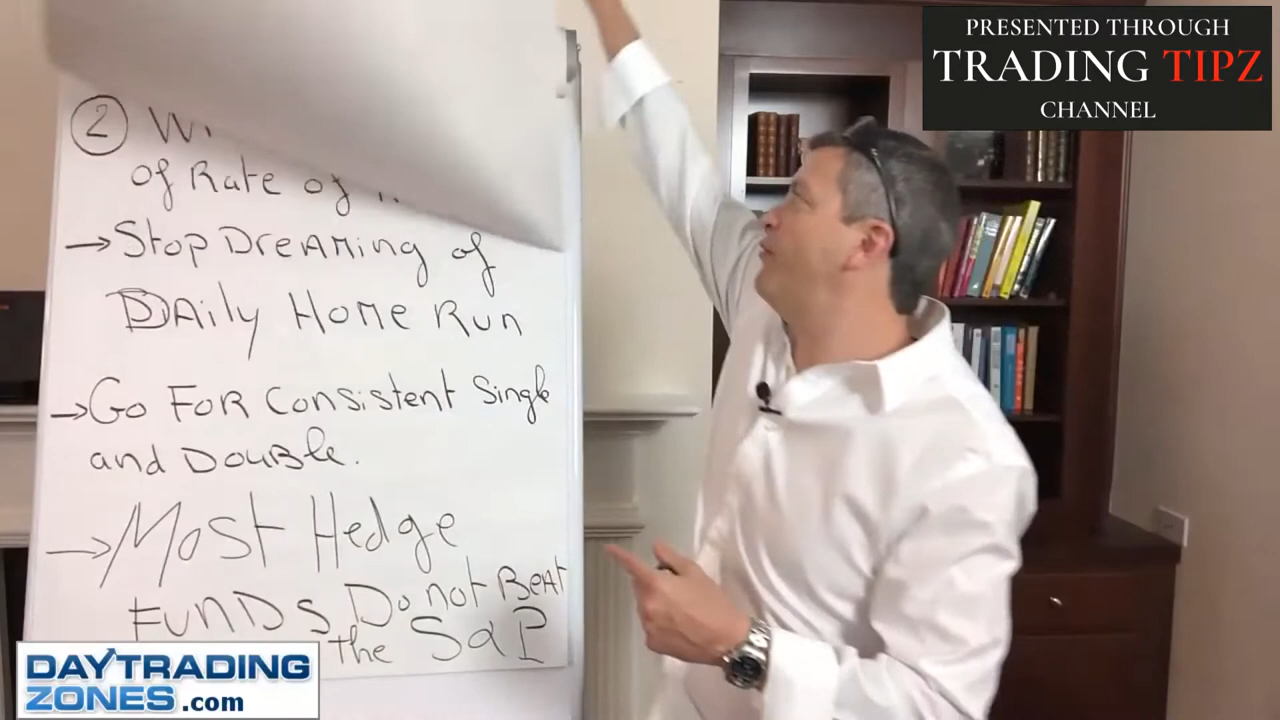 PRESENTED THROUGH
TRADING TIPZ
CHANNEL
2
of Rate of
→ Stop Dreaming of
Daily Home Run
→ Go For Consistent Single
and Double.
→ Most Hedge
Funds Do not Beat
the S&P
DAYTRADING
ZONES.com